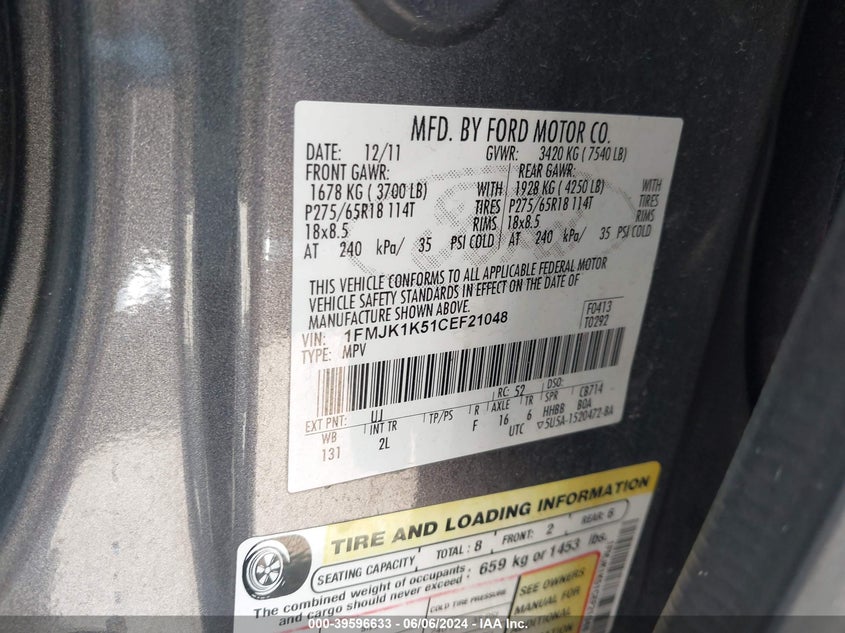 MFD. BY FORD MOTOR CO.
DATE: 12/11 GVWR: 3420 KG ( 7540 LB)
FRONT GAWR: REAR GAWR:
1678 KG ( 3700 LB) WITH 1928 KG ( 4250 LB) WITH
P275/65R18 114T TIRES P275/65R18 114T TIRES
18x8.5 RIMS 18x8.5 RIMS
AT 240 kPa/ 35 PSI COLD AT 240 kPa/ 35 PSI COLD
THIS VEHICLE CONFORMS TO ALL APPLICABLE FEDERAL MOTOR
VEHICLE SAFETY STANDARDS IN EFFECT ON THE DATE OF
MANUFACTURE SHOWN ABOVE.
VIN: 1FMJK1K51CEF21048 F0413
TYPE: MPV T0292
RC: 52 DSO:
EXT PNT: UJ INT TR TP/PS R AXLE TR SPR CB714
WB 2L F 16 6 HHBB BOA
131 UTC ▽5U5A-1520472-BA
TIRE AND LOADING INFORMATION
SEATING CAPACITY TOTAL: 8 FRONT: 2 REAR: 6
The combined weight of occupants and cargo should never exceed 659 kg or 1453 lbs.
COLD TIRE PRESSURE
SEE OWNERS
MANUAL FOR
ADDITIONAL
000-39596633 - 06/06/2024 - IAA Inc.